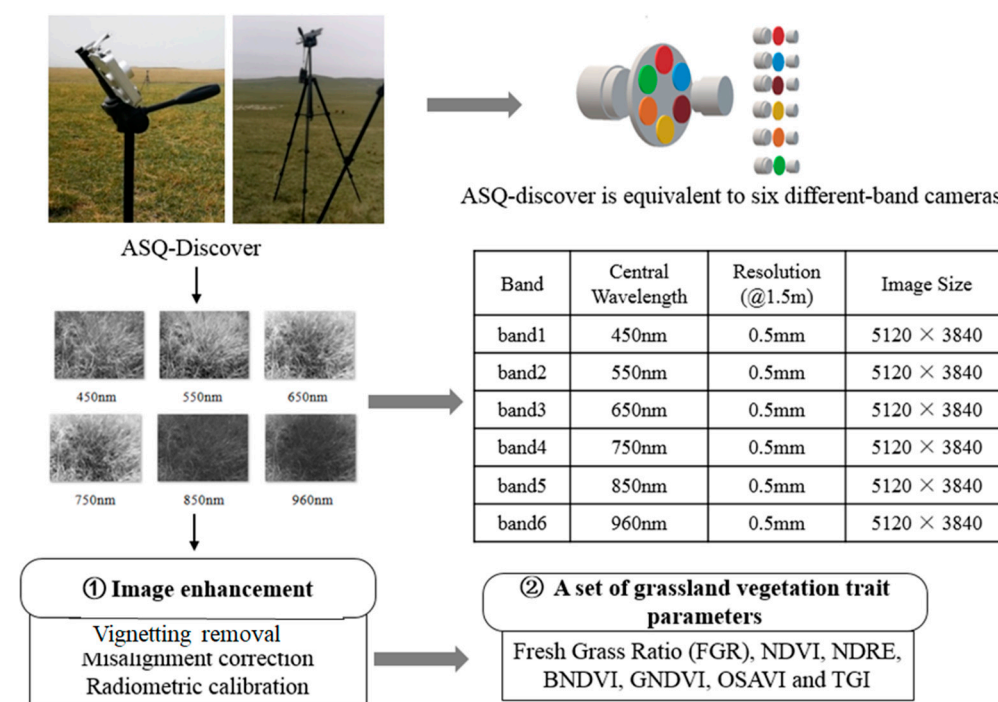 ASQ-discover is equivalent to six different-band cameras
ASQ-Discover
450nm 550nm 650nm
750nm 850nm 960nm
Band Central Wavelength Resolution (@1.5m) Image Size
band1 450nm 0.5mm 5120 × 3840
band2 550nm 0.5mm 5120 × 3840
band3 650nm 0.5mm 5120 × 3840
band4 750nm 0.5mm 5120 × 3840
band5 850nm 0.5mm 5120 × 3840
band6 960nm 0.5mm 5120 × 3840
① Image enhancement
Vignetting removal
Misalignment correction
Radiometric calibration
② A set of grassland vegetation trait
parameters
Fresh Grass Ratio (FGR), NDVI, NDRE,
BNDVI, GNDVI, OSAVI and TGI